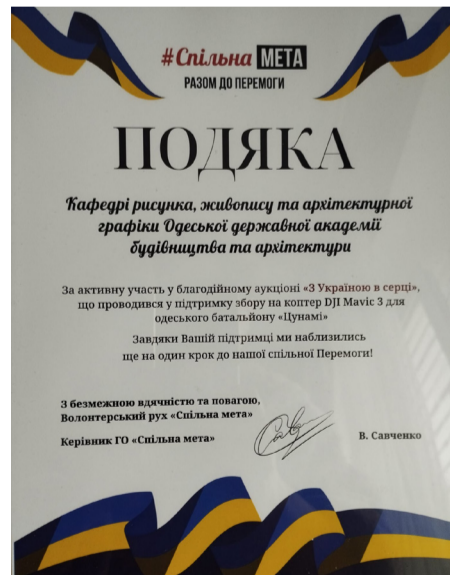 #Спільна МЕТА
РАЗОМ ДО ПЕРЕМОГИ
ПОДЯКА
Кафедрі рисунка, живопису та архітектурної
графіки Одеської державної академії
будівництва та архітектури
За активну участь у благодійному аукціоні «З Україною в серці»,
що проводився у підтримку збору на коптер DJI Mavic 3 для
одеського батальйону «Цунамі»
Завдяки Вашій підтримці ми наблизились
ще на один крок до нашої спільної Перемоги!
З безмежною вдячністю та повагою,
Волонтерський рух «Спільна мета»
Керівник ГО «Спільна мета» В. Савченко